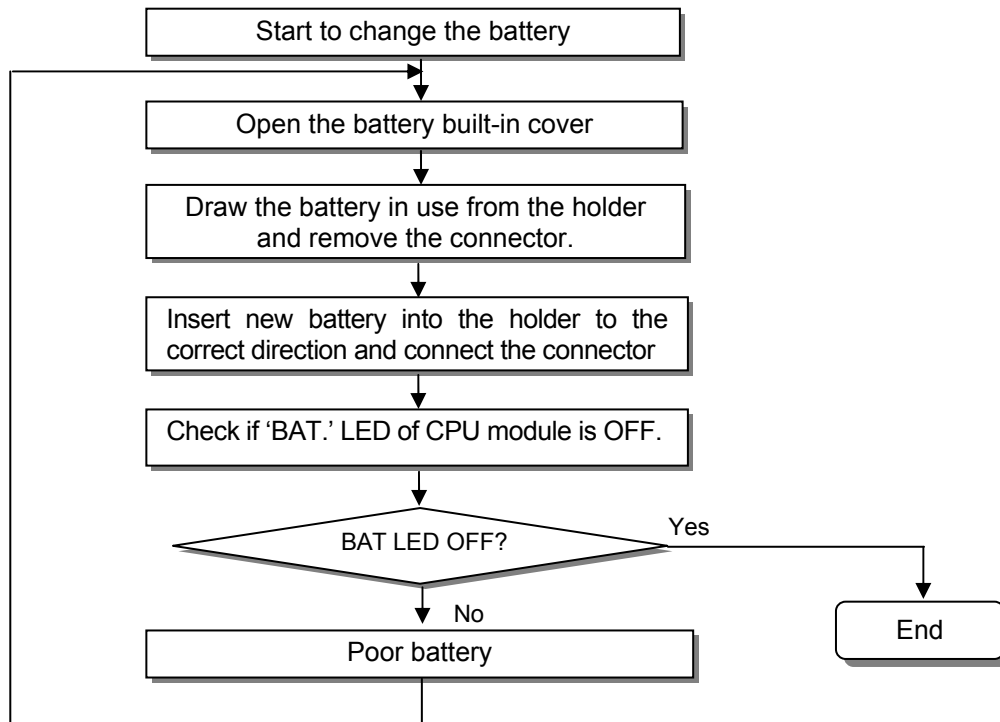 Start to change the battery
Open the battery built-in cover
Draw the battery in use from the holder
and remove the connector.
Insert new battery into the holder to the
correct direction and connect the connector
Check if ‘BAT.’ LED of CPU module is OFF.
BAT LED OFF?
Yes
No
End
Poor battery